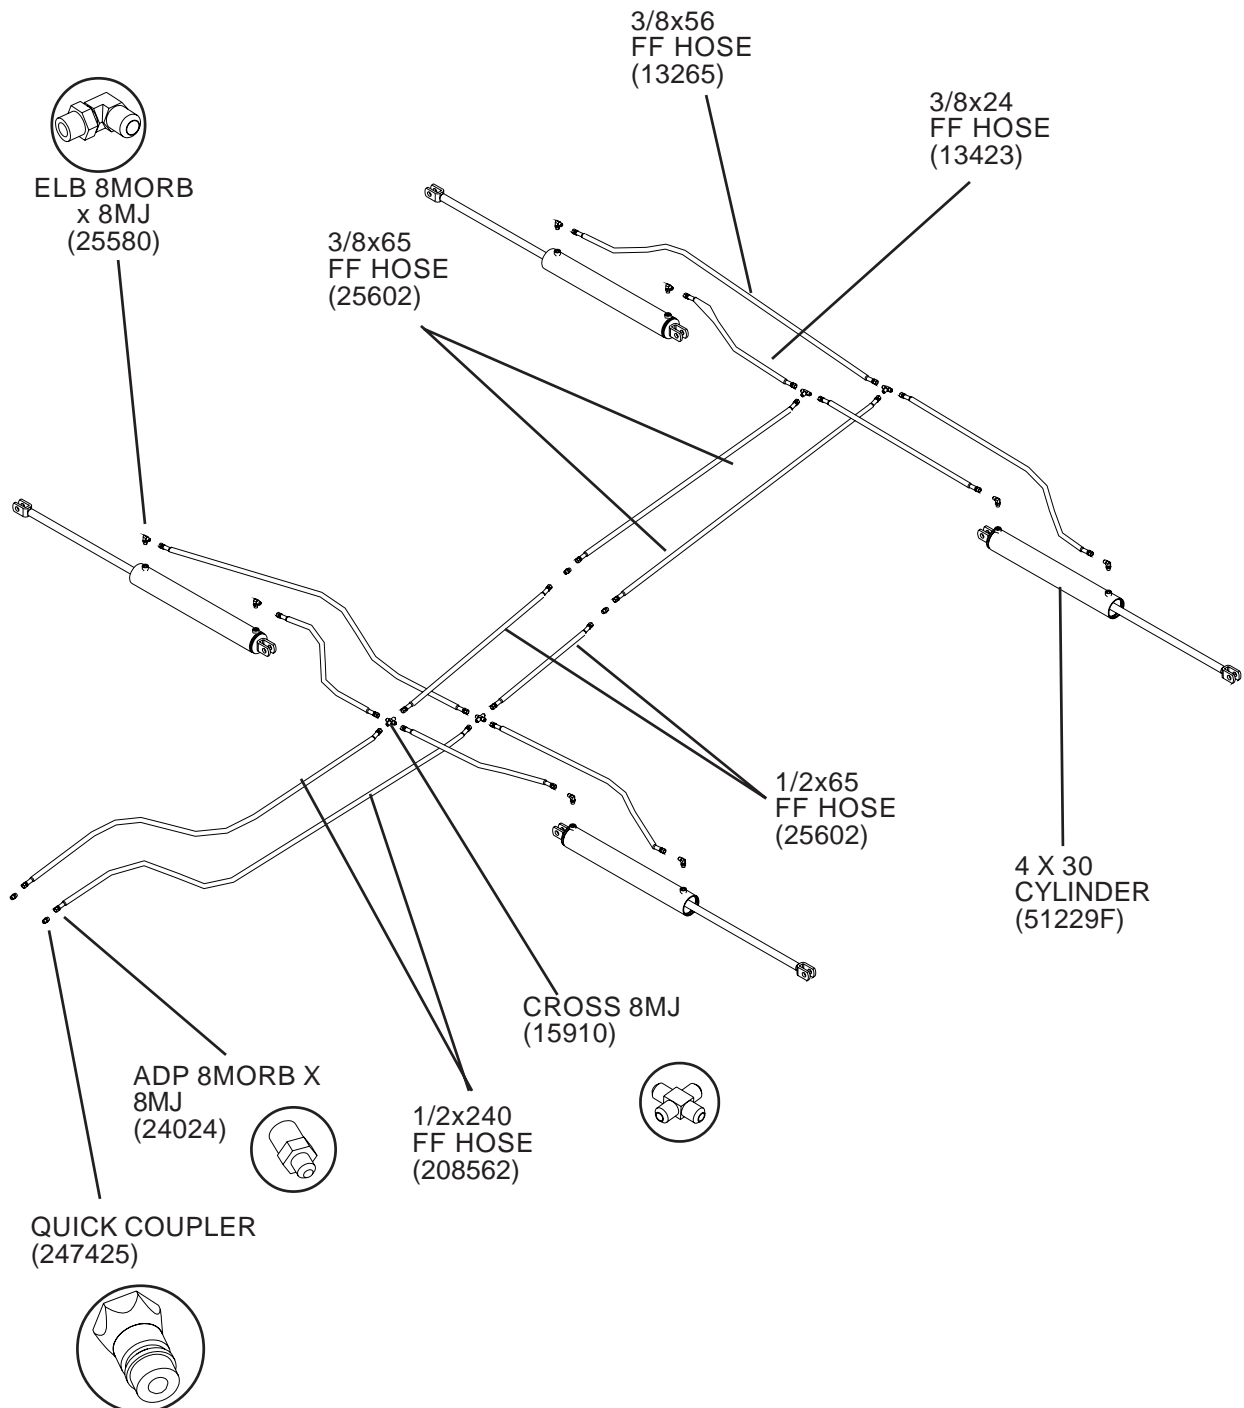 3/8x56
FF HOSE
(13265)
3/8x24
FF HOSE
(13423)
ELB 8MORB
x 8MJ
(25580)
3/8x65
FF HOSE
(25602)
1/2x65
FF HOSE
(25602)
4 X 30
CYLINDER
(51229F)
CROSS 8MJ
(15910)
ADP 8MORB X
8MJ
(24024)
1/2x240
FF HOSE
(208562)
QUICK COUPLER
(247425)